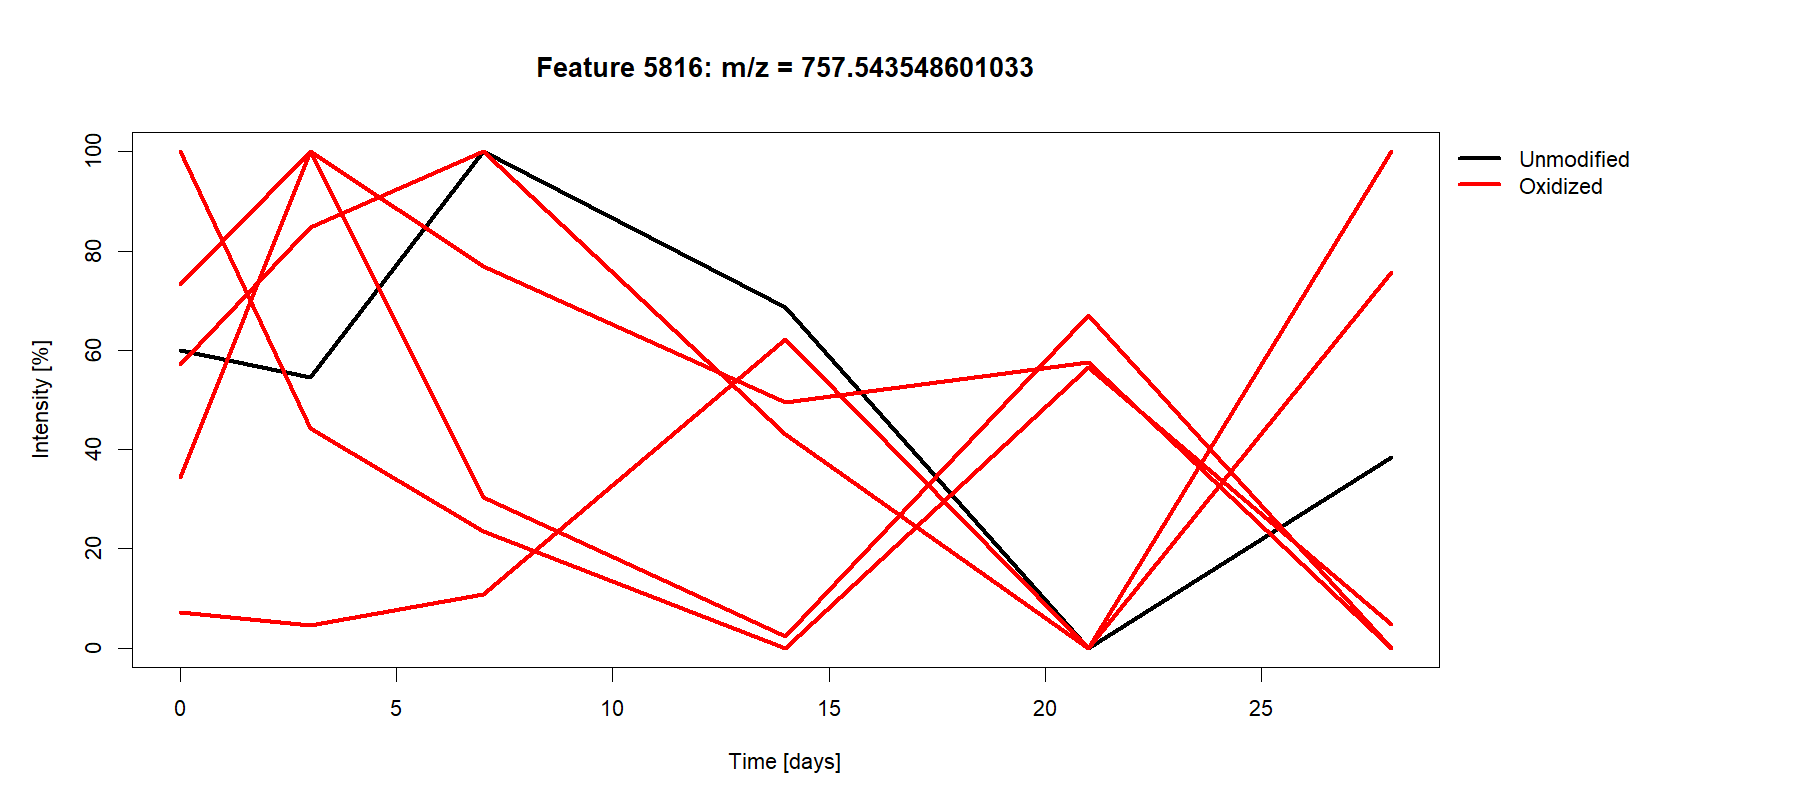 Feature 5816: m/z = 757.543548601033
Unmodified
Oxidized
Intensity [%]
100
80
60
40
20
0
0 5 10 15 20 25
Time [days]